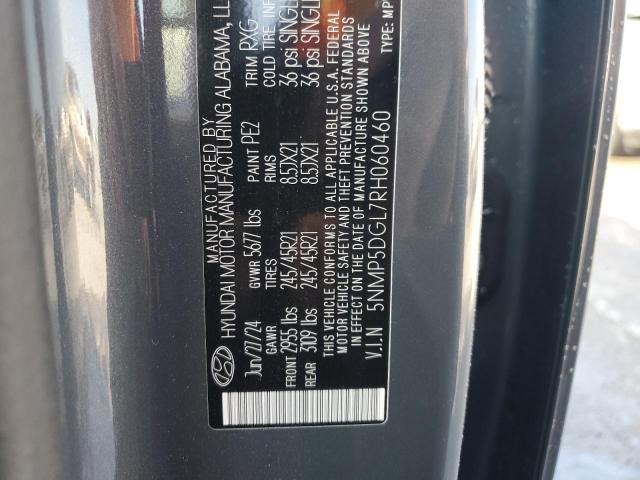 MANUFACTURED BY
HYUNDAI MOTOR MANUFACTURING ALABAMA, LL
Jun/27/24 GVWR 5677 lbs PAINT PE2 TRIM RXG
GAWR TIRES RIMS COLD TIRE INF
FRONT 2955 lbs 245/45R21 8.5JX21 36 psi SINGL
REAR 3109 lbs 245/45R21 8.5JX21 36 psi SINGL
THIS VEHICLE CONFORMS TO ALL APPLICABLE U.S.A. FEDERAL
MOTOR VEHICLE SAFETY AND THEFT PREVENTION STANDARDS
IN EFFECT ON THE DATE OF MANUFACTURE SHOWN ABOVE
V.I.N 5NMP5DGL7RH060460 TYPE: MP